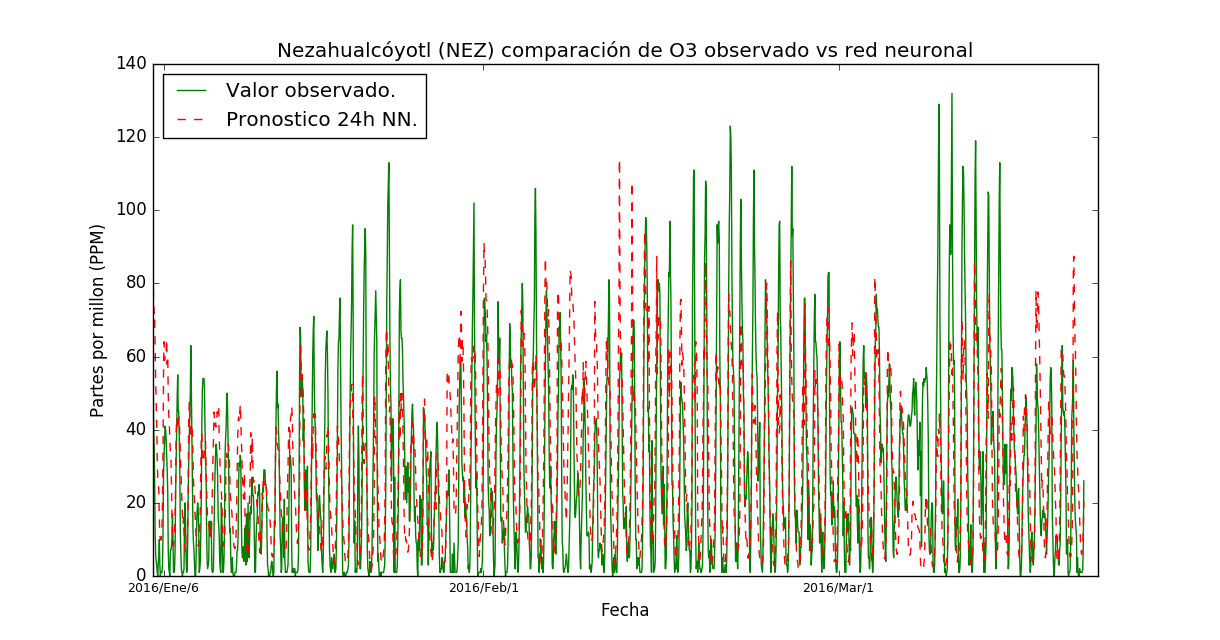 Nezahualcóyotl (NEZ) comparación de O3 observado vs red neuronal
Valor observado.
Pronostico 24h NN.
140
120
100
80
60
40
20
0
Partes por millon (PPM)
2016/Ene/6
2016/Feb/1
2016/Mar/1
Fecha